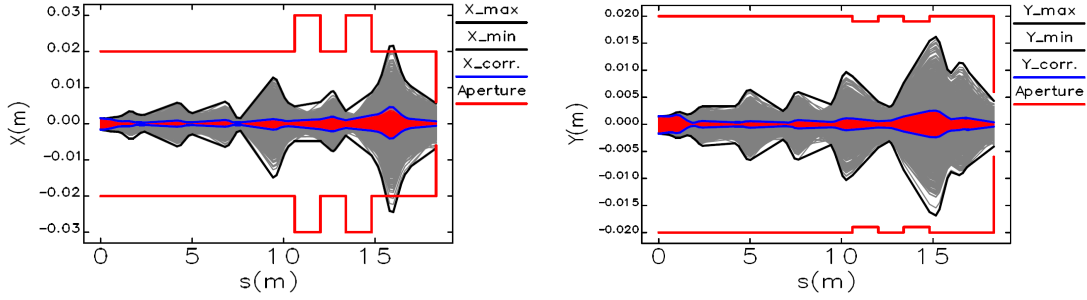 0.03
0.02
0.01
0.00
-0.01
-0.02
-0.03
X(m)
0 5 10 15
s(m)
X_max
X_min
X_corr.
Aperture
0.020
0.015
0.010
0.005
0.000
-0.005
-0.010
-0.015
-0.020
Y(m)
0 5 10 15
s(m)
Y_max
Y_min
Y_corr.
Aperture